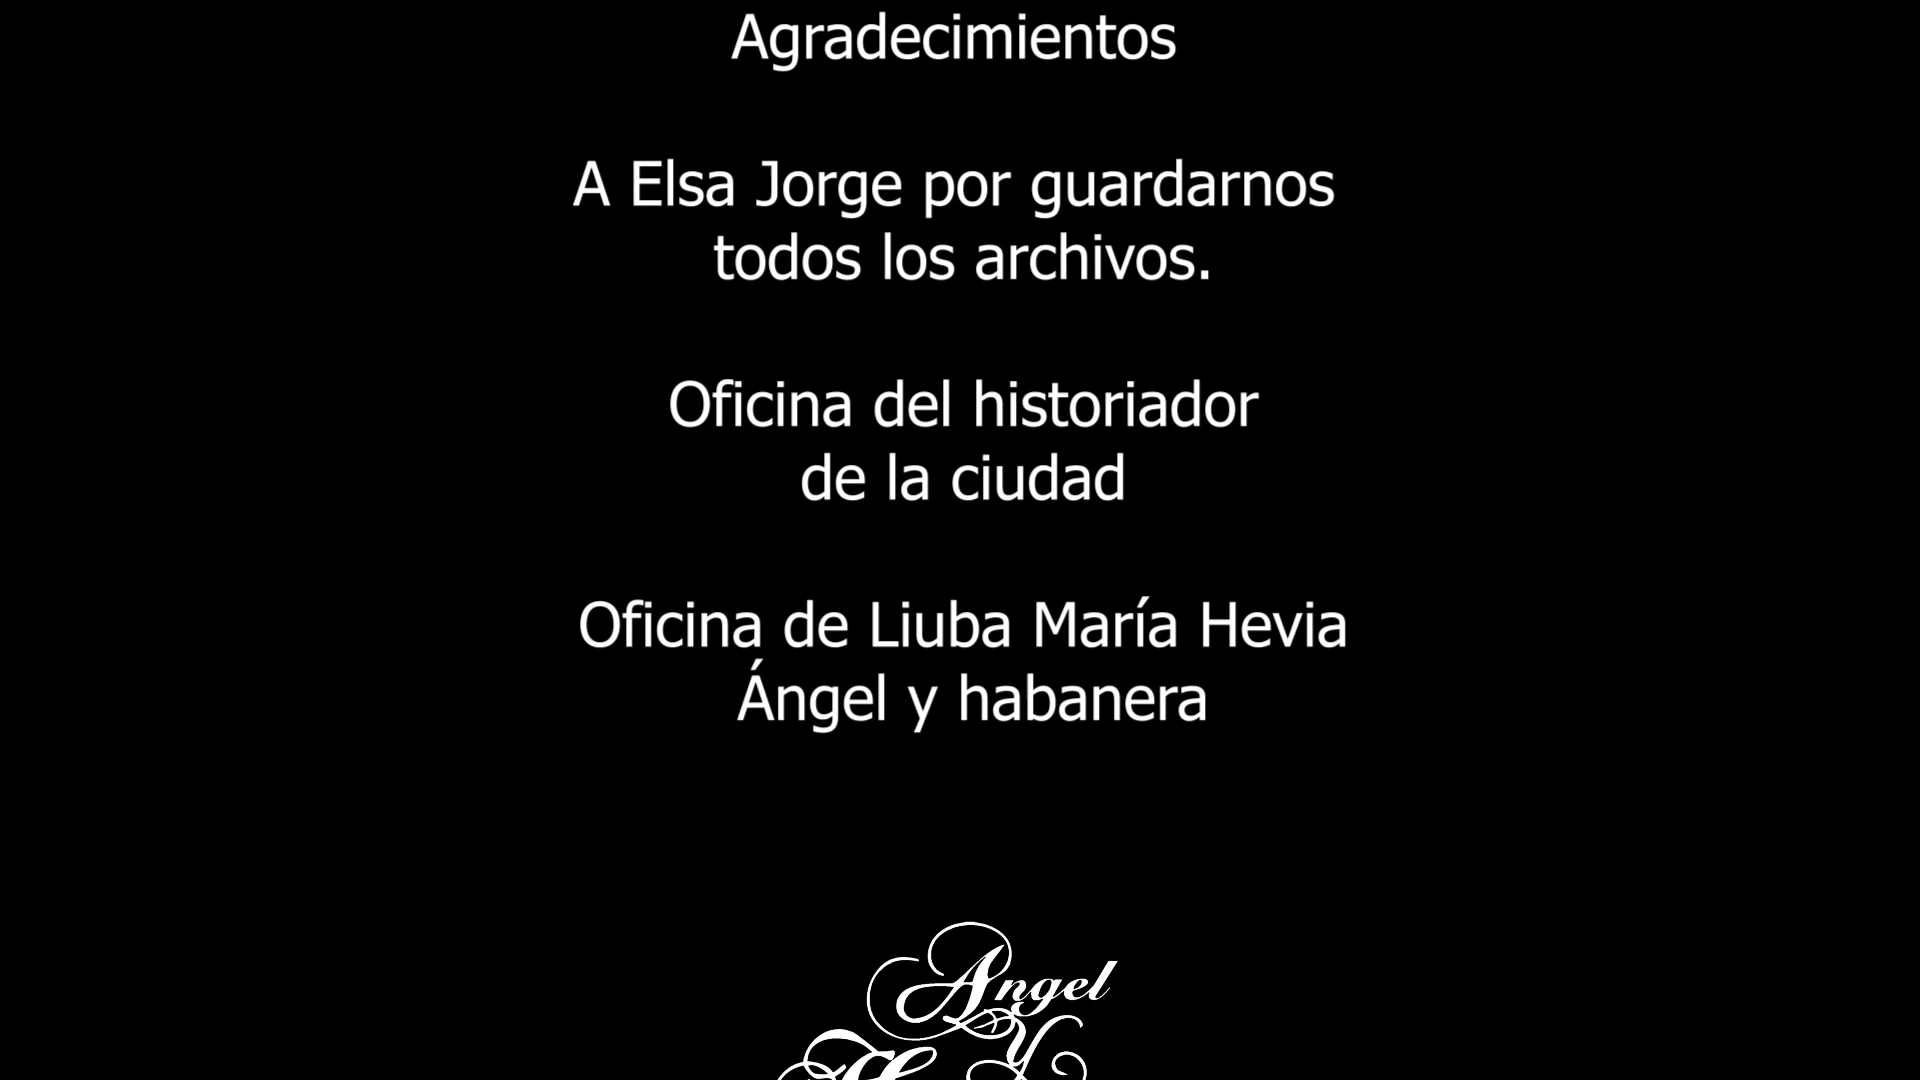 Agradecimientos
A Elsa Jorge por guardarnos
todos los archivos.
Oficina del historiador
de la ciudad
Oficina de Liuba María Hevia
Ángel y habanera
Angel
Y